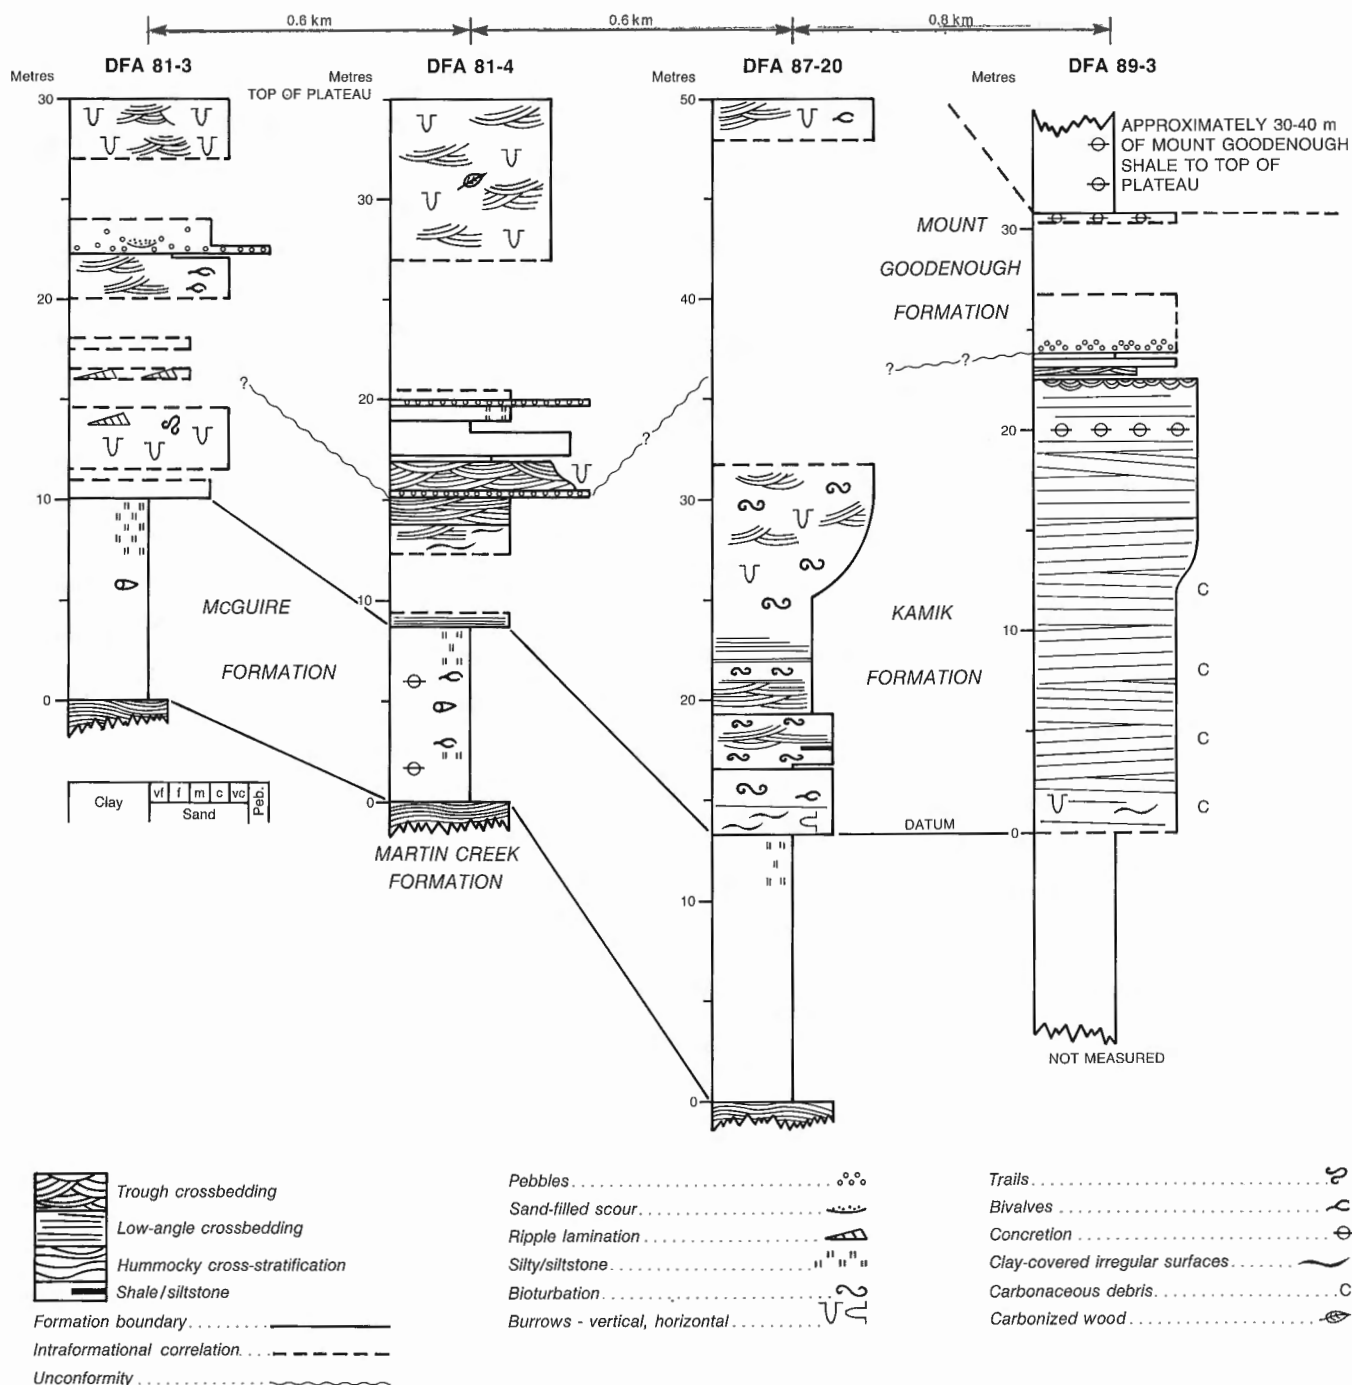 0.6 km 0.6 km 0.8 km
DFA 81-3 DFA 81-4 DFA 87-20 DFA 89-3
Metres Metres Metres Metres
TOP OF PLATEAU
30 50
APPROXIMATELY 30-40 m
OF MOUNT GOODENOUGH
SHALE TO TOP OF
PLATEAU
30
MOUNT 30
GOODENOUGH
20 40
FORMATION
? ? ?
20 20
?
10 30
MCGUIRE 10 KAMIK 10
FORMATION FORMATION
0 20
Clay vf f m c vc Peb.
Sand
0 DATUM 0
MARTIN CREEK
FORMATION
10
NOT MEASURED
0
Trough crossbedding
Low-angle crossbedding
Hummocky cross-stratification
Shale/siltstone
Formation boundary
Intraformational correlation
Unconformity
Pebbles
Sand-filled scour
Ripple lamination
Silty/siltstone
Bioturbation
Burrows - vertical, horizontal
Trails
Bivalves
Concretion
Clay-covered irregular surfaces
Carbonaceous debris C
Carbonized wood
C
C
C
C